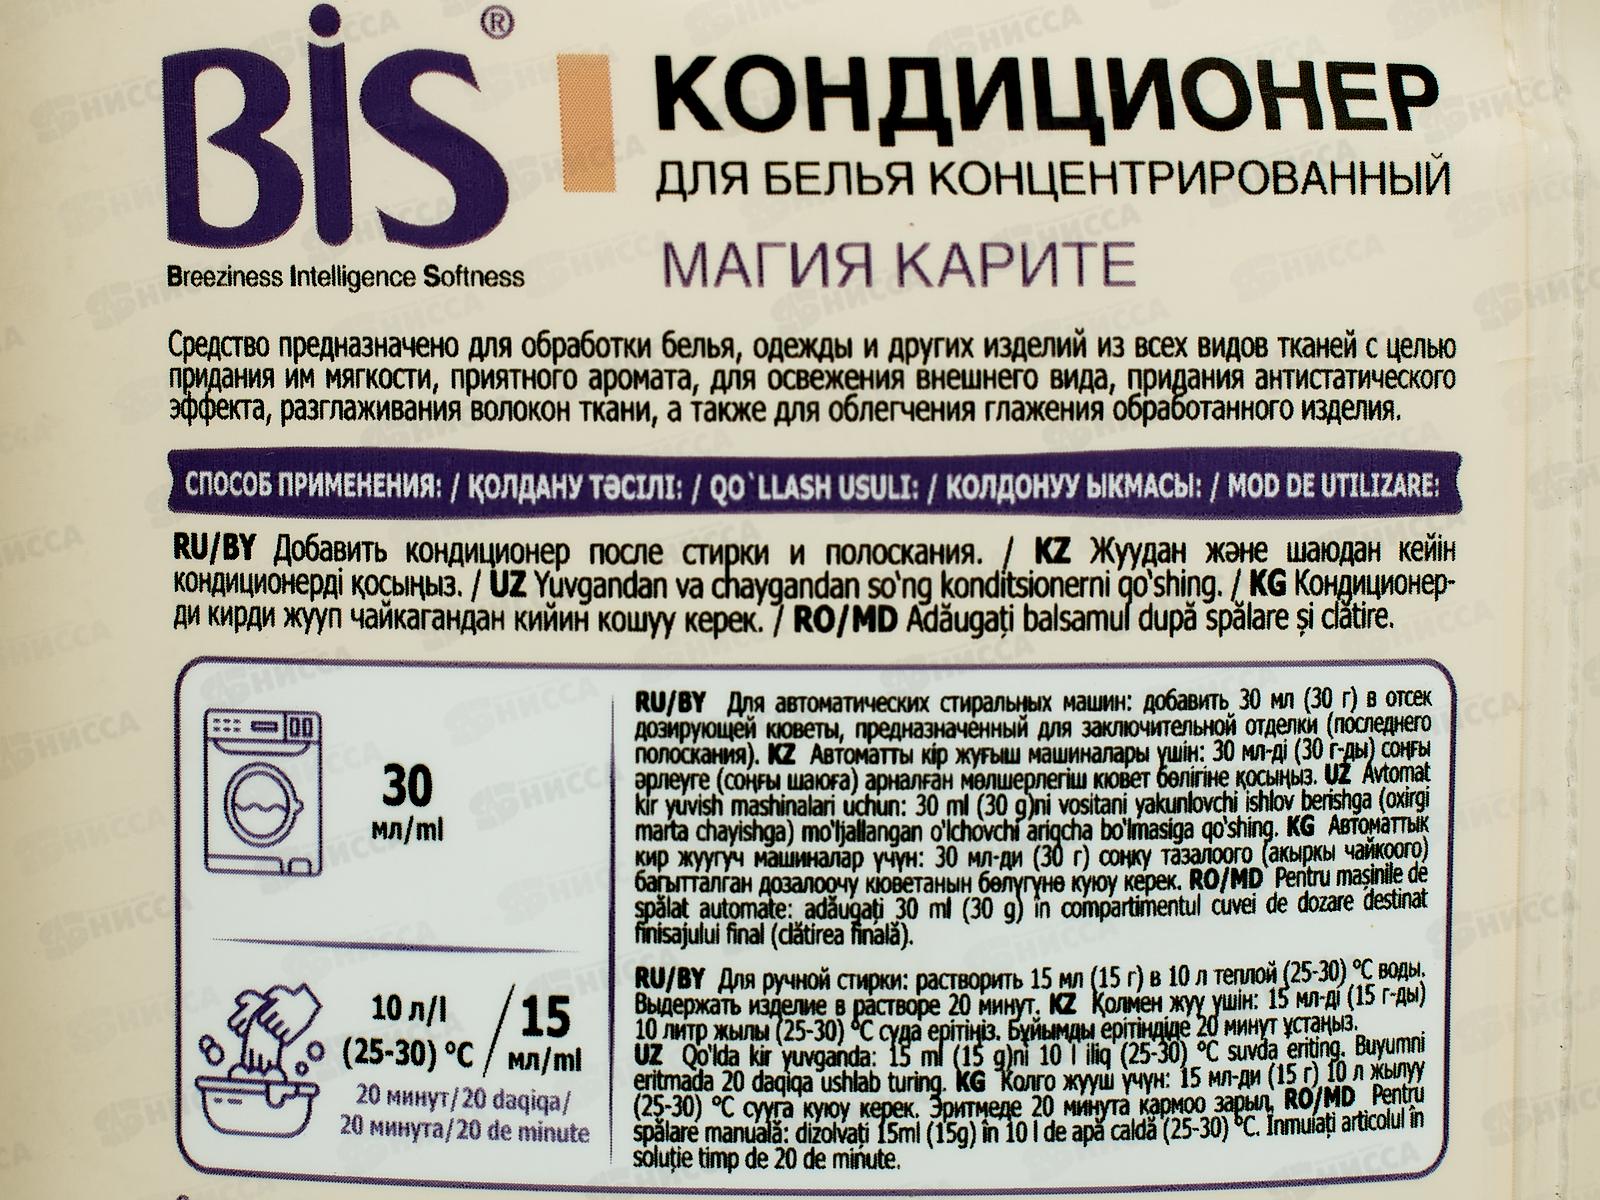 BiS®
Breeziness Intelligence Softness
КОНДИЦИОНЕР
ДЛЯ БЕЛЬЯ КОНЦЕНТРИРОВАННЫЙ
МАГИЯ КАРИТЕ
Средство предназначено для обработки белья, одежды и других изделий из всех видов тканей с целью
придания им мягкости, приятного аромата, для освежения внешнего вида, придания антистатического
эффекта, разглаживания волокон ткани, а также для облегчения глажения обработанного изделия.
СПОСОБ ПРИМЕНЕНИЯ: / ҚОЛДАНУ ТӘСІЛІ: / QO`LLASH USULI: / КОЛДОНУУ ЫКМАСЫ: / MOD DE UTILIZARE:
RU/BY Добавить кондиционер после стирки и полоскания. / KZ Жуудан және шаюдан кейін
кондиционерді қосыңыз. / UZ Yuvgandan va chaygandan so'ng konditsionerni qo'shing. / KG Кондиционер-
ди кирди жууп чайкагандан кийин кошуу керек. / RO/MD Adăugați balsamul după spălare și clătire.
30
мл/ml
RU/BY Для автоматических стиральных машин: добавить 30 мл (30 г) в отсек
дозирующей кюветы, предназначенный для заключительной отделки (последнего
полоскания). KZ Автоматты кір жуғыш машиналары үшін: 30 мл-ді (30 г-ды) соңғы
әрлеуге (соңғы шаюға) арналған мөлшерлегіш кювет бөлігіне қосыңыз. UZ Avtomat
kir yuvish mashinalari uchun: 30 ml (30 g)ni vositani yakunlovchi ishlov berishga (oxirgi
marta chayishga) mo'ljallangan o'lchovchi ariqcha bo'lmasiga qo'shing. KG Автоматтык
кир жуугуч машиналар үчүн: 30 мл-ди (30 г) соңку тазалоого (акыркы чайкоого)
багытталган дозалоочу кюветанын бөлүгүнө куюу керек. RO/MD Pentru mașinile de
spălat automate: adăugați 30 ml (30 g) în compartimentul cuvei de dozare destinat
finisajului final (clătirea finală).
10 л/l
(25-30) °C
/ 15
мл/ml
20 минут/20 daqiqa/
20 минута/20 de minute
RU/BY Для ручной стирки: растворить 15 мл (15 г) в 10 л теплой (25-30) °C воды.
Выдержать изделие в растворе 20 минут. KZ Қолмен жуу үшін: 15 мл-ді (15 г-ды)
10 литр жылы (25-30) °C суда ерітіңіз. Бұйымды ерітіндіде 20 минут ұстаңыз.
UZ Qo'lda kir yuvganda: 15 ml (15 g)ni 10 l iliq (25-30) °C suvda eriting. Buyumni
eritmada 20 daqiqa ushlab turing. KG Колго жууш үчүн: 15 мл-ди (15 г) 10 л жылуу
(25-30) °C сууга куюу керек. Эритмеде 20 минута кармоо зарыл. RO/MD Pentru
spălare manuală: dizolvați 15ml (15g) în 10 l de apă caldă (25-30) °C. Înmuiați articolul în
soluție timp de 20 de minute.